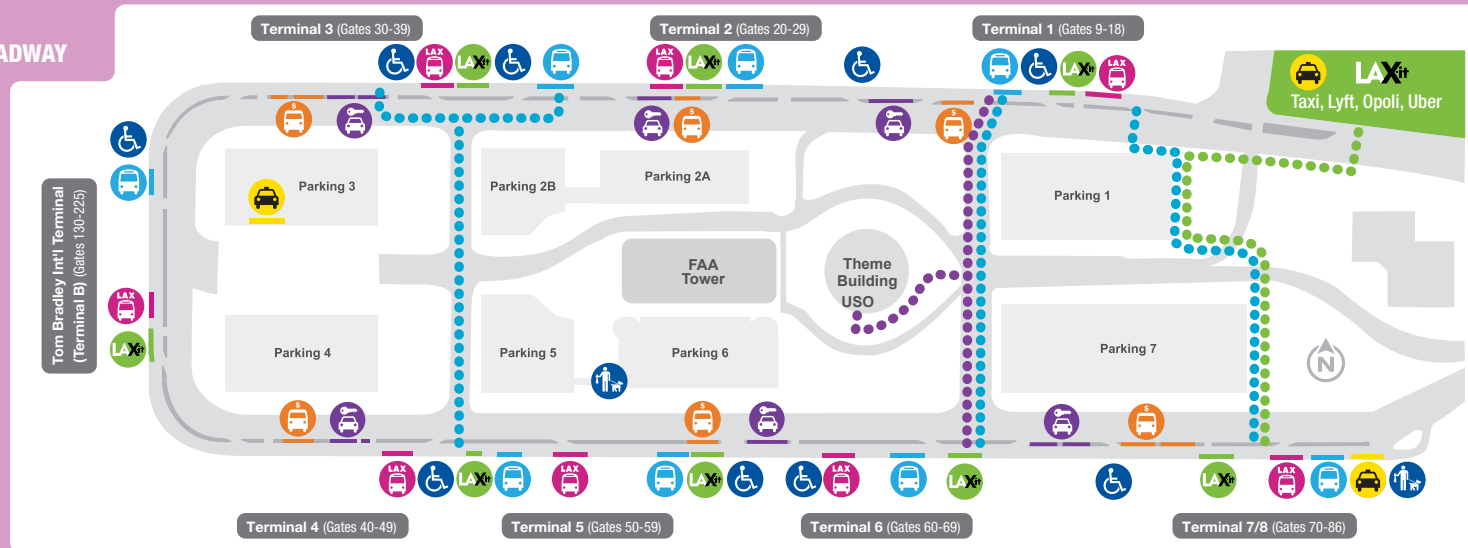 ADWAY
Terminal 3 (Gates 30-39)
Terminal 2 (Gates 20-29)
Terminal 1 (Gates 9-18)
LAX
LAXit
LAX
LAXit
LAXit
LAX
LAXit
Taxi, Lyft, Opoli, Uber
$
$
$
Parking 3
Parking 2B
Parking 2A
Parking 1
Tom Bradley Int'l Terminal
(Terminal B) (Gates 130-225)
LAX
LAXit
FAA
Tower
Theme
Building
USO
Parking 4
Parking 5
Parking 6
Parking 7
N
$
$
$
LAX
LAXit
LAX
LAXit
LAX
LAXit
LAXit
LAX
Terminal 4 (Gates 40-49)
Terminal 5 (Gates 50-59)
Terminal 6 (Gates 60-69)
Terminal 7/8 (Gates 70-86)